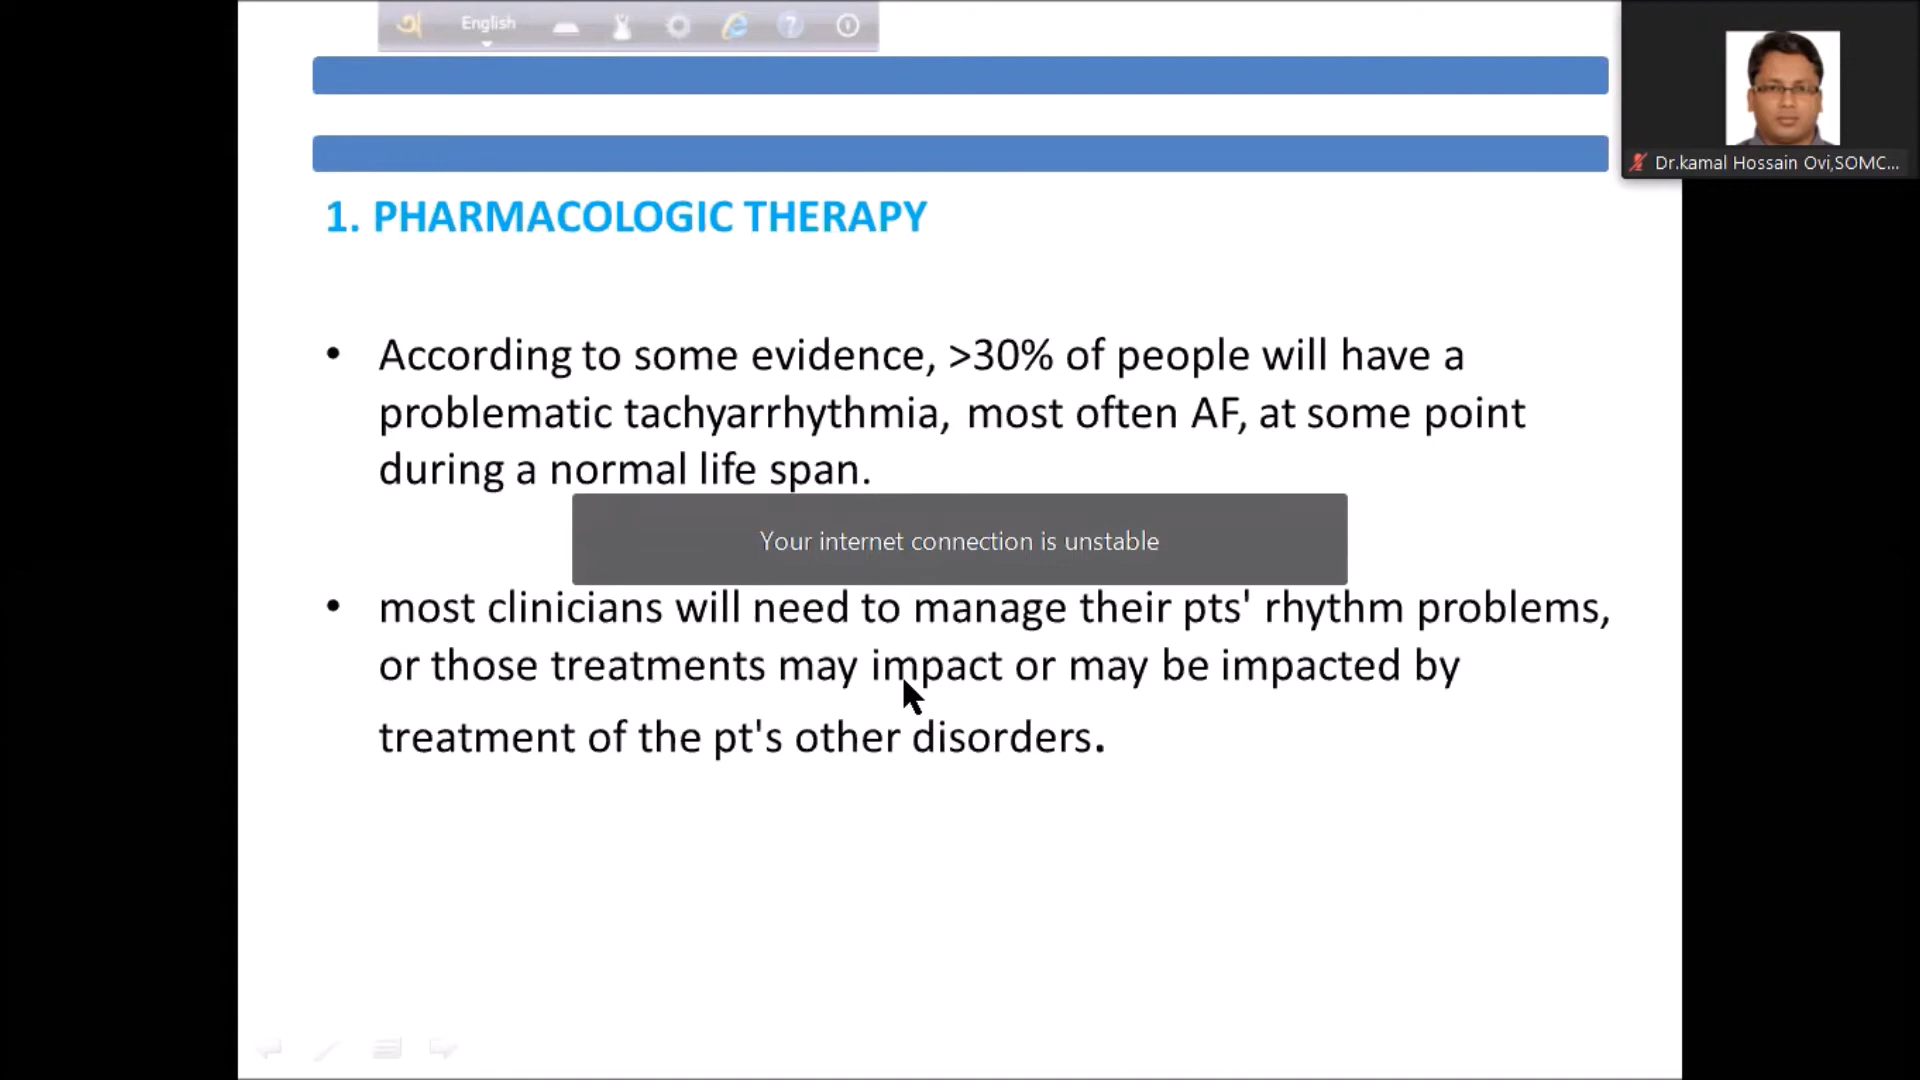 English
Dr.kamal Hossain Ovi,SOMC...
1. PHARMACOLOGIC THERAPY
• According to some evidence, >30% of people will have a
problematic tachyarrhythmia, most often AF, at some point
during a normal life span.
Your internet connection is unstable
• most clinicians will need to manage their pts' rhythm problems,
or those treatments may impact or may be impacted by
treatment of the pt's other disorders.